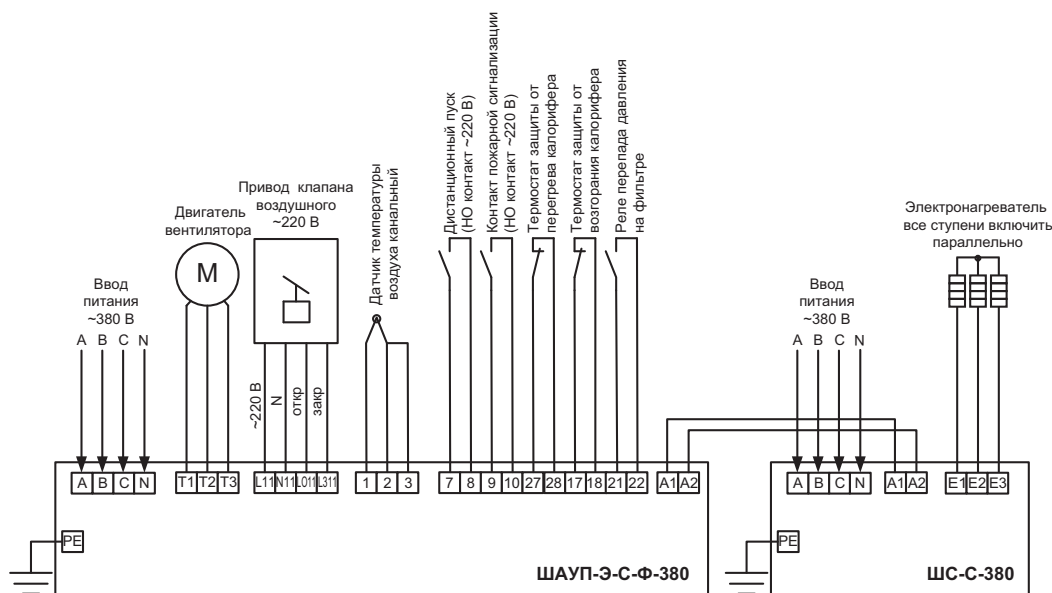 Двигатель
вентилятора
M
Привод клапана
воздушного
~220 В
Датчик температуры
воздуха канальный
Дистанционный пуск
(НО контакт ~220 В)
Контакт пожарной сигнализации
(НО контакт ~220 В)
Термостат защиты от
перегрева калорифера
Термостат защиты от
возгорания калорифера
Реле перепада давления
на фильтре
Электронагреватель
все ступени включить
параллельно
Ввод
питания
~380 В
A B C N
~220 В
N
откр
закр
Ввод
питания
~380 В
A B C N
A B C N
T1 T2 T3
L11 N11 LO11 L311
1 2 3
7 8 9 10 27 28 17 18 21 22
A1 A2
A B C N
A1 A2
E1 E2 E3
PE
ШАУП-Э-С-Ф-380
PE
ШС-С-380